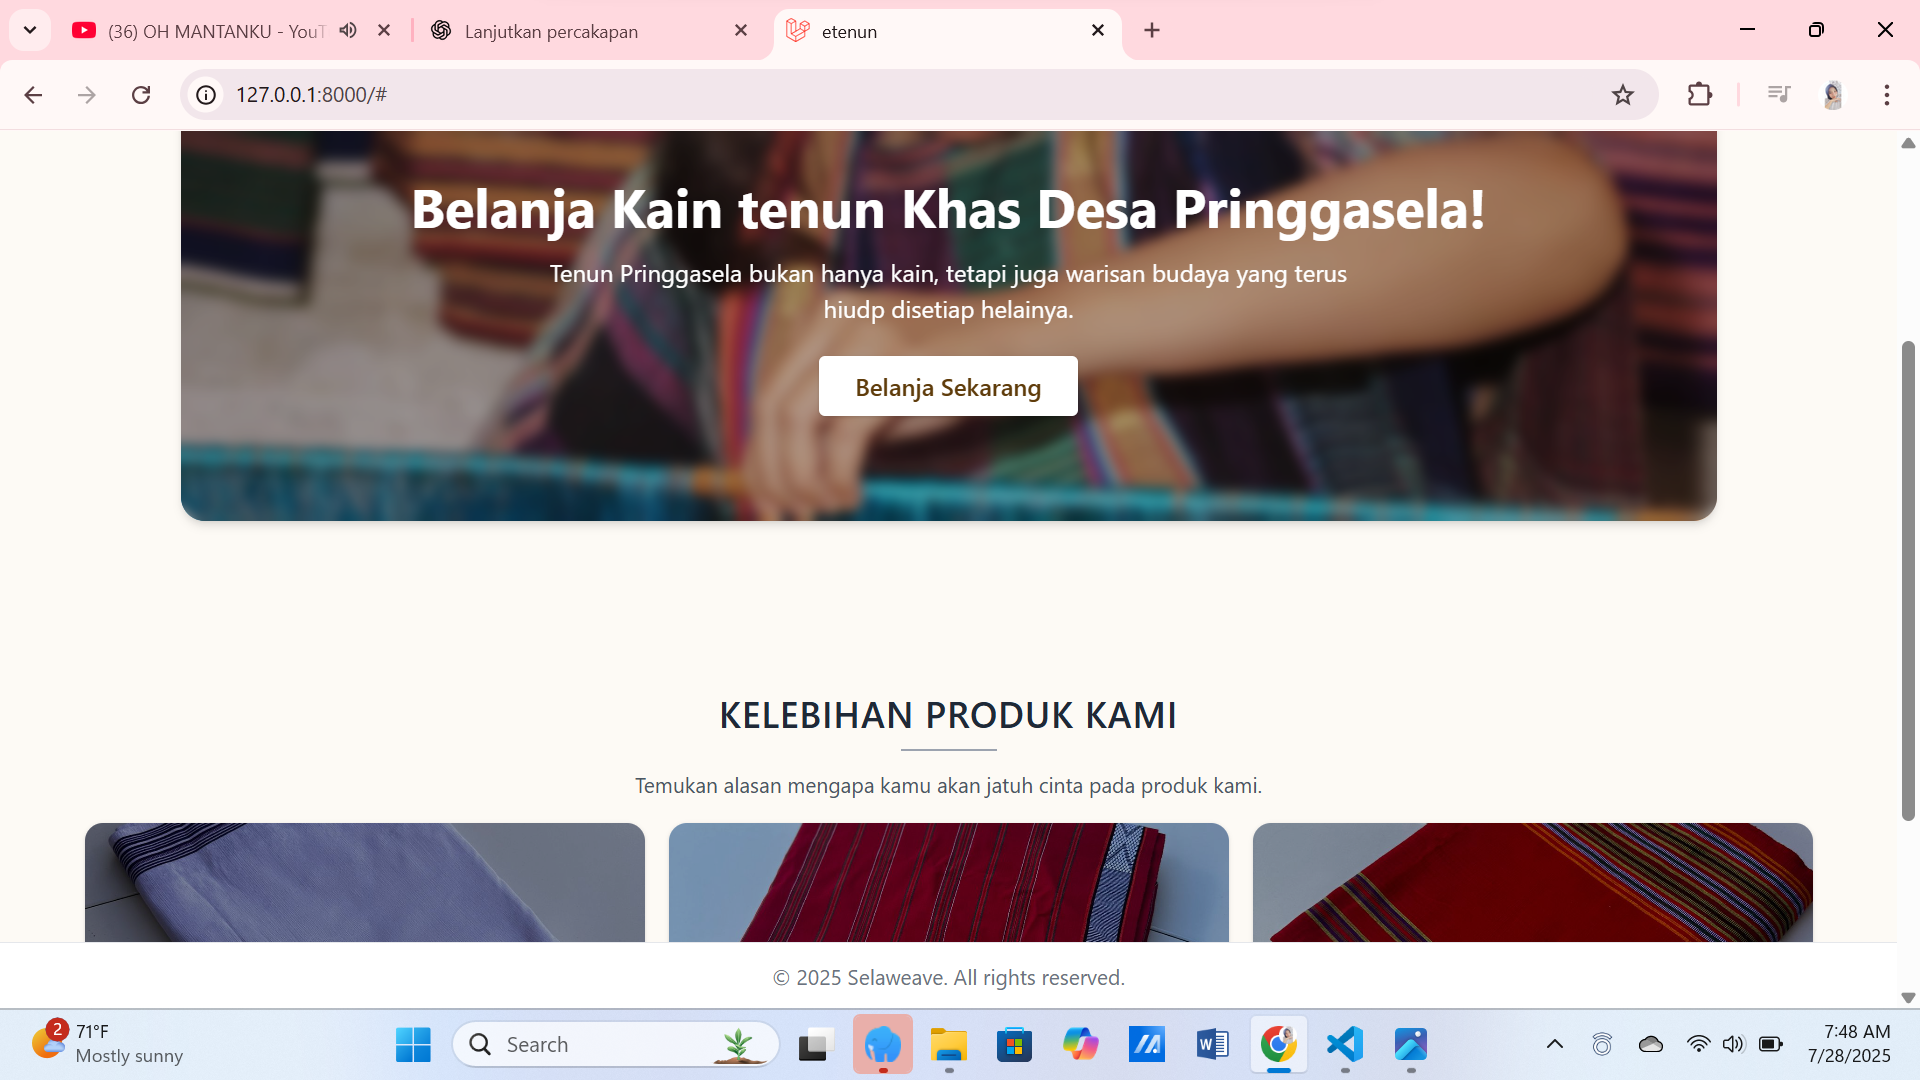 (36) OH MANTANKU - YouT
Lanjutkan percakapan
etenun
127.0.0.1:8000/#
Belanja Kain tenun Khas Desa Pringgasela!
Tenun Pringgasela bukan hanya kain, tetapi juga warisan budaya yang terus
hiudp disetiap helainya.
Belanja Sekarang
KELEBIHAN PRODUK KAMI
Temukan alasan mengapa kamu akan jatuh cinta pada produk kami.
© 2025 Selaweave. All rights reserved.
2
71°F
Mostly sunny
Search
7:48 AM
7/28/2025